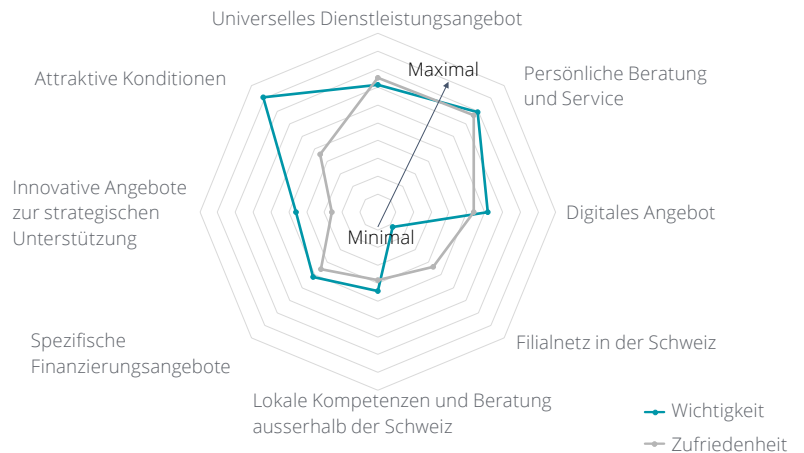 Universelles Dienstleistungsangebot
Maximal
Persönliche Beratung
und Service
Attraktive Konditionen
Innovative Angebote
zur strategischen
Unterstützung
Digitales Angebot
Minimal
Spezifische
Finanzierungsangebote
Filialnetz in der Schweiz
Lokale Kompetenzen und Beratung
ausserhalb der Schweiz
Wichtigkeit
Zufriedenheit